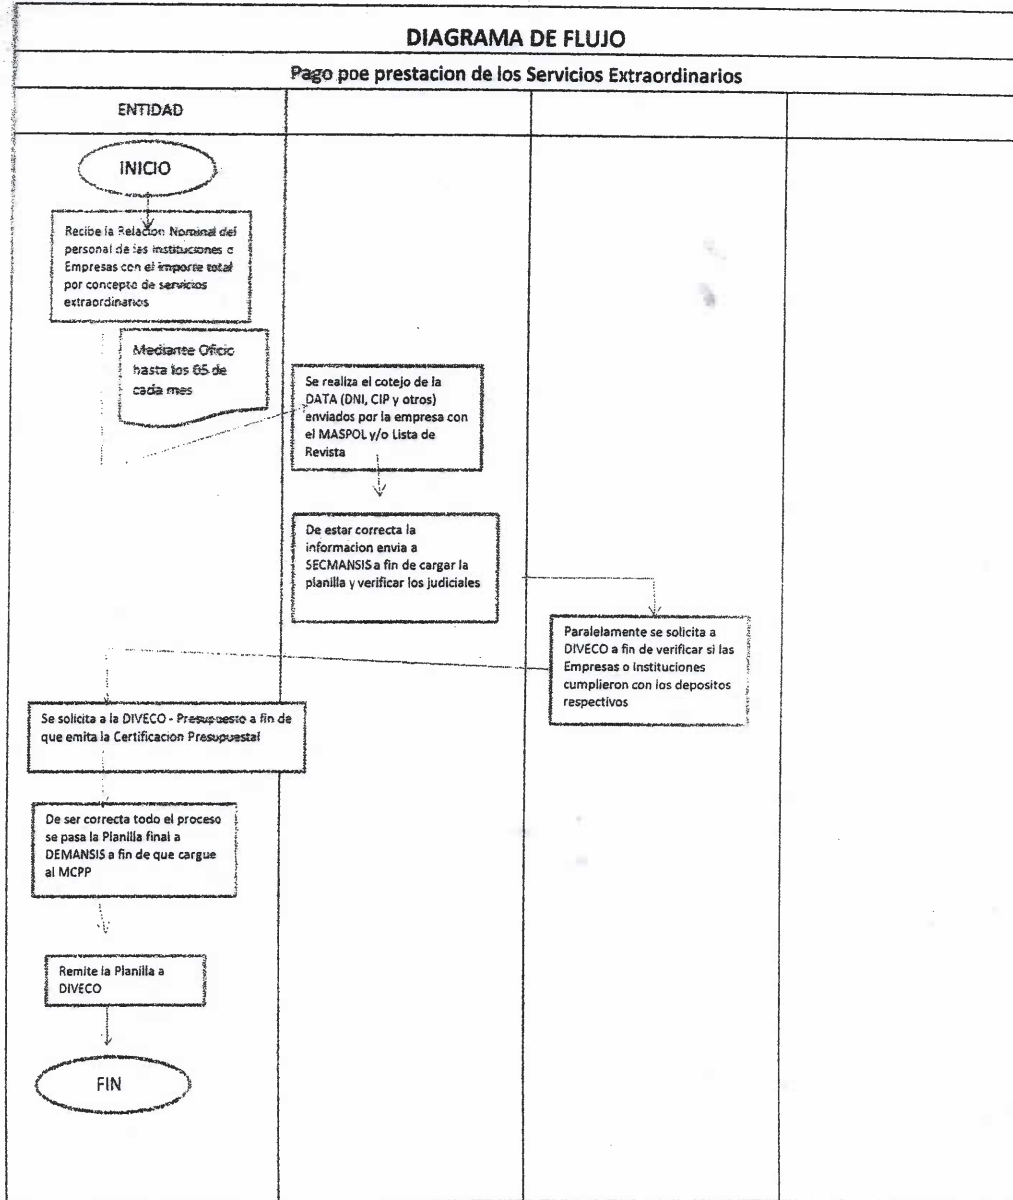 DIAGRAMA DE FLUJO
Pago poe prestacion de los Servicios Extraordinarios
ENTIDAD
INICIO
Recibe la Relacion Nominal del
personal de las instituciones o
Empresas con el importe total
por concepto de servicios
extraordinarios
Mediante Oficio
hasta los 05 de
cada mes
Se realiza el cotejo de la
DATA (DNI, CIP y otros)
enviados por la empresa con
el MASPOL y/o Lista de
Revista
De estar correcta la
informacion envia a
SECMANSIS a fin de cargar la
planilla y verificar los judiciales
Paralelamente se solicita a
DIVECO a fin de verificar si las
Empresas o Instituciones
cumplieron con los depositos
respectivos
Se solicita a la DIVECO - Presupuesto a fin de
que emita la Certificacion Presupuestal
De ser correcta todo el proceso
se pasa la Planilla final a
DEMANSIS a fin de que cargue
al MCPP
Remite la Planilla a
DIVECO
FIN